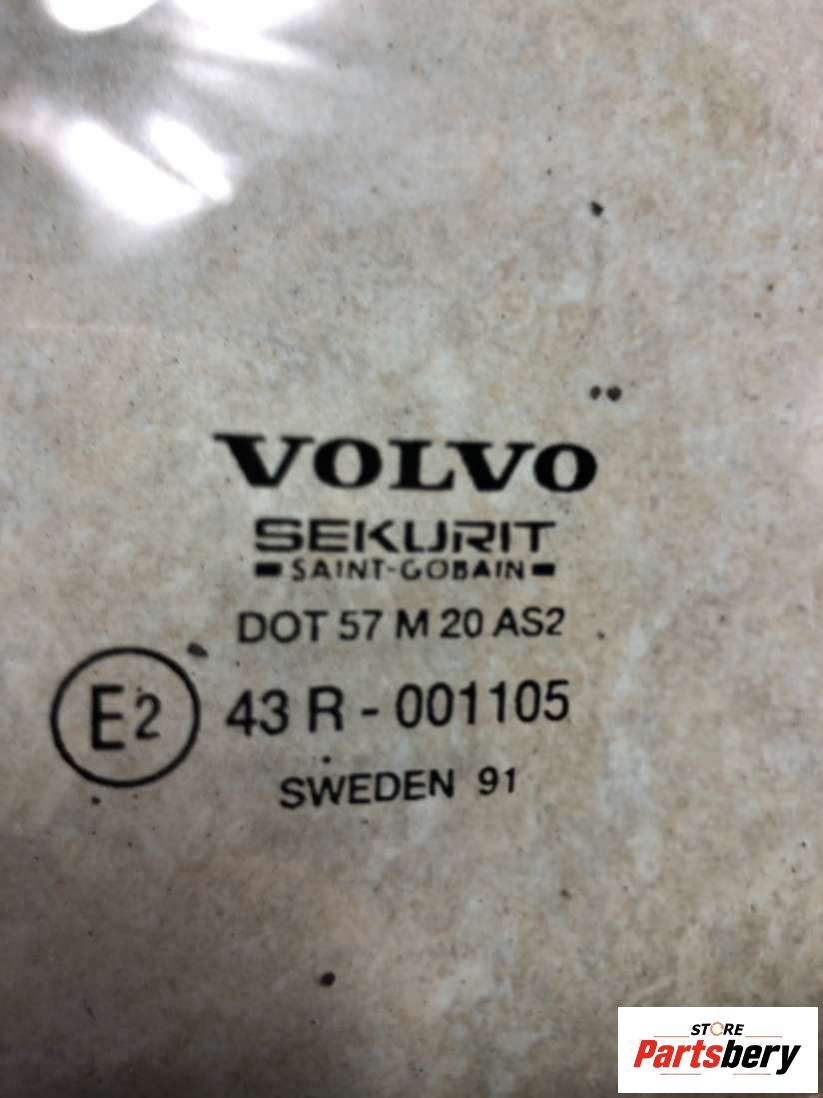 VOLVO
SEKURIT
SAINT-GOBAIN
DOT 57 M 20 AS2
E2
43 R - 001105
SWEDEN 91
STORE
Partsbery